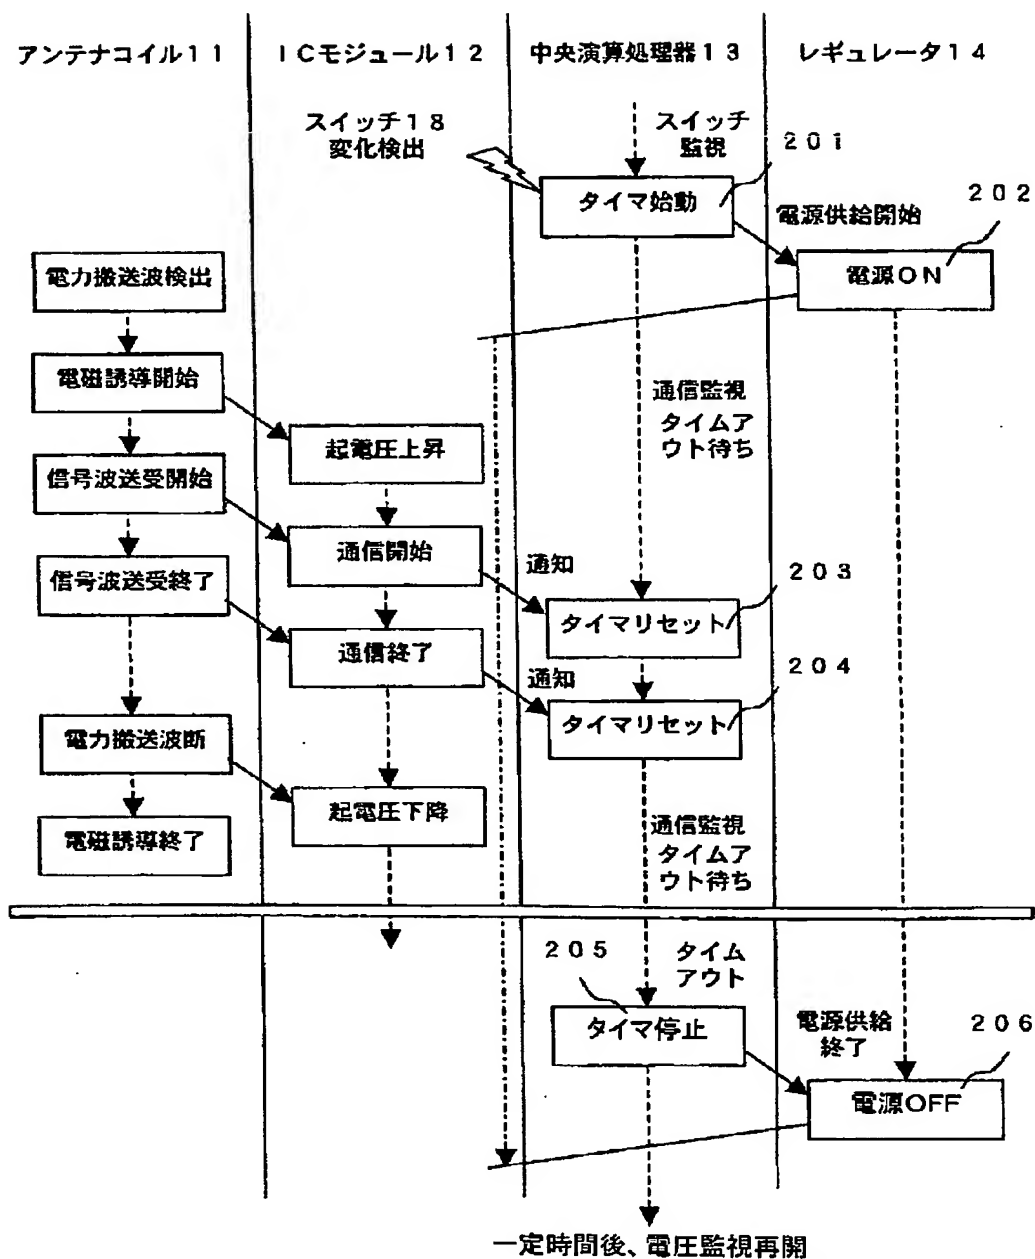 アンテナコイル11
ICモジュール12
中央演算処理器13
レギュレータ14
スイッチ18
変化検出
スイッチ
監視
201
タイマ始動
電源供給開始
202
電源ON
電力搬送波検出
電磁誘導開始
起電圧上昇
通信監視
タイムア
ウト待ち
信号波送受開始
通信開始
通知
203
タイマリセット
信号波送受終了
通信終了
通知
204
タイマリセット
電力搬送波断
起電圧下降
電磁誘導終了
通信監視
タイムア
ウト待ち
205
タイム
アウト
タイマ停止
電源供給
終了
206
電源OFF
一定時間後、電圧監視再開